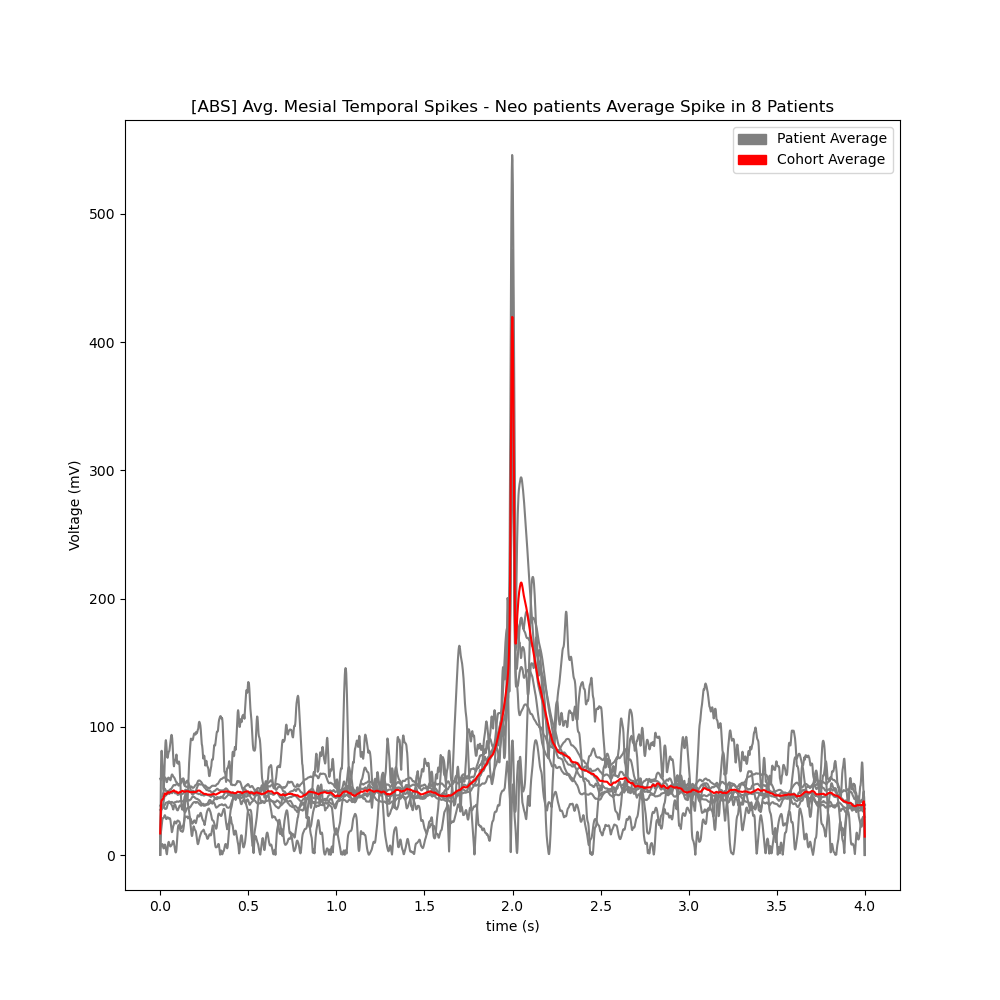 [ABS] Avg. Mesial Temporal Spikes - Neo patients Average Spike in 8 Patients
Patient Average
Cohort Average
500
400
300
200
100
0
Voltage (mV)
0.0 0.5 1.0 1.5 2.0 2.5 3.0 3.5 4.0
time (s)